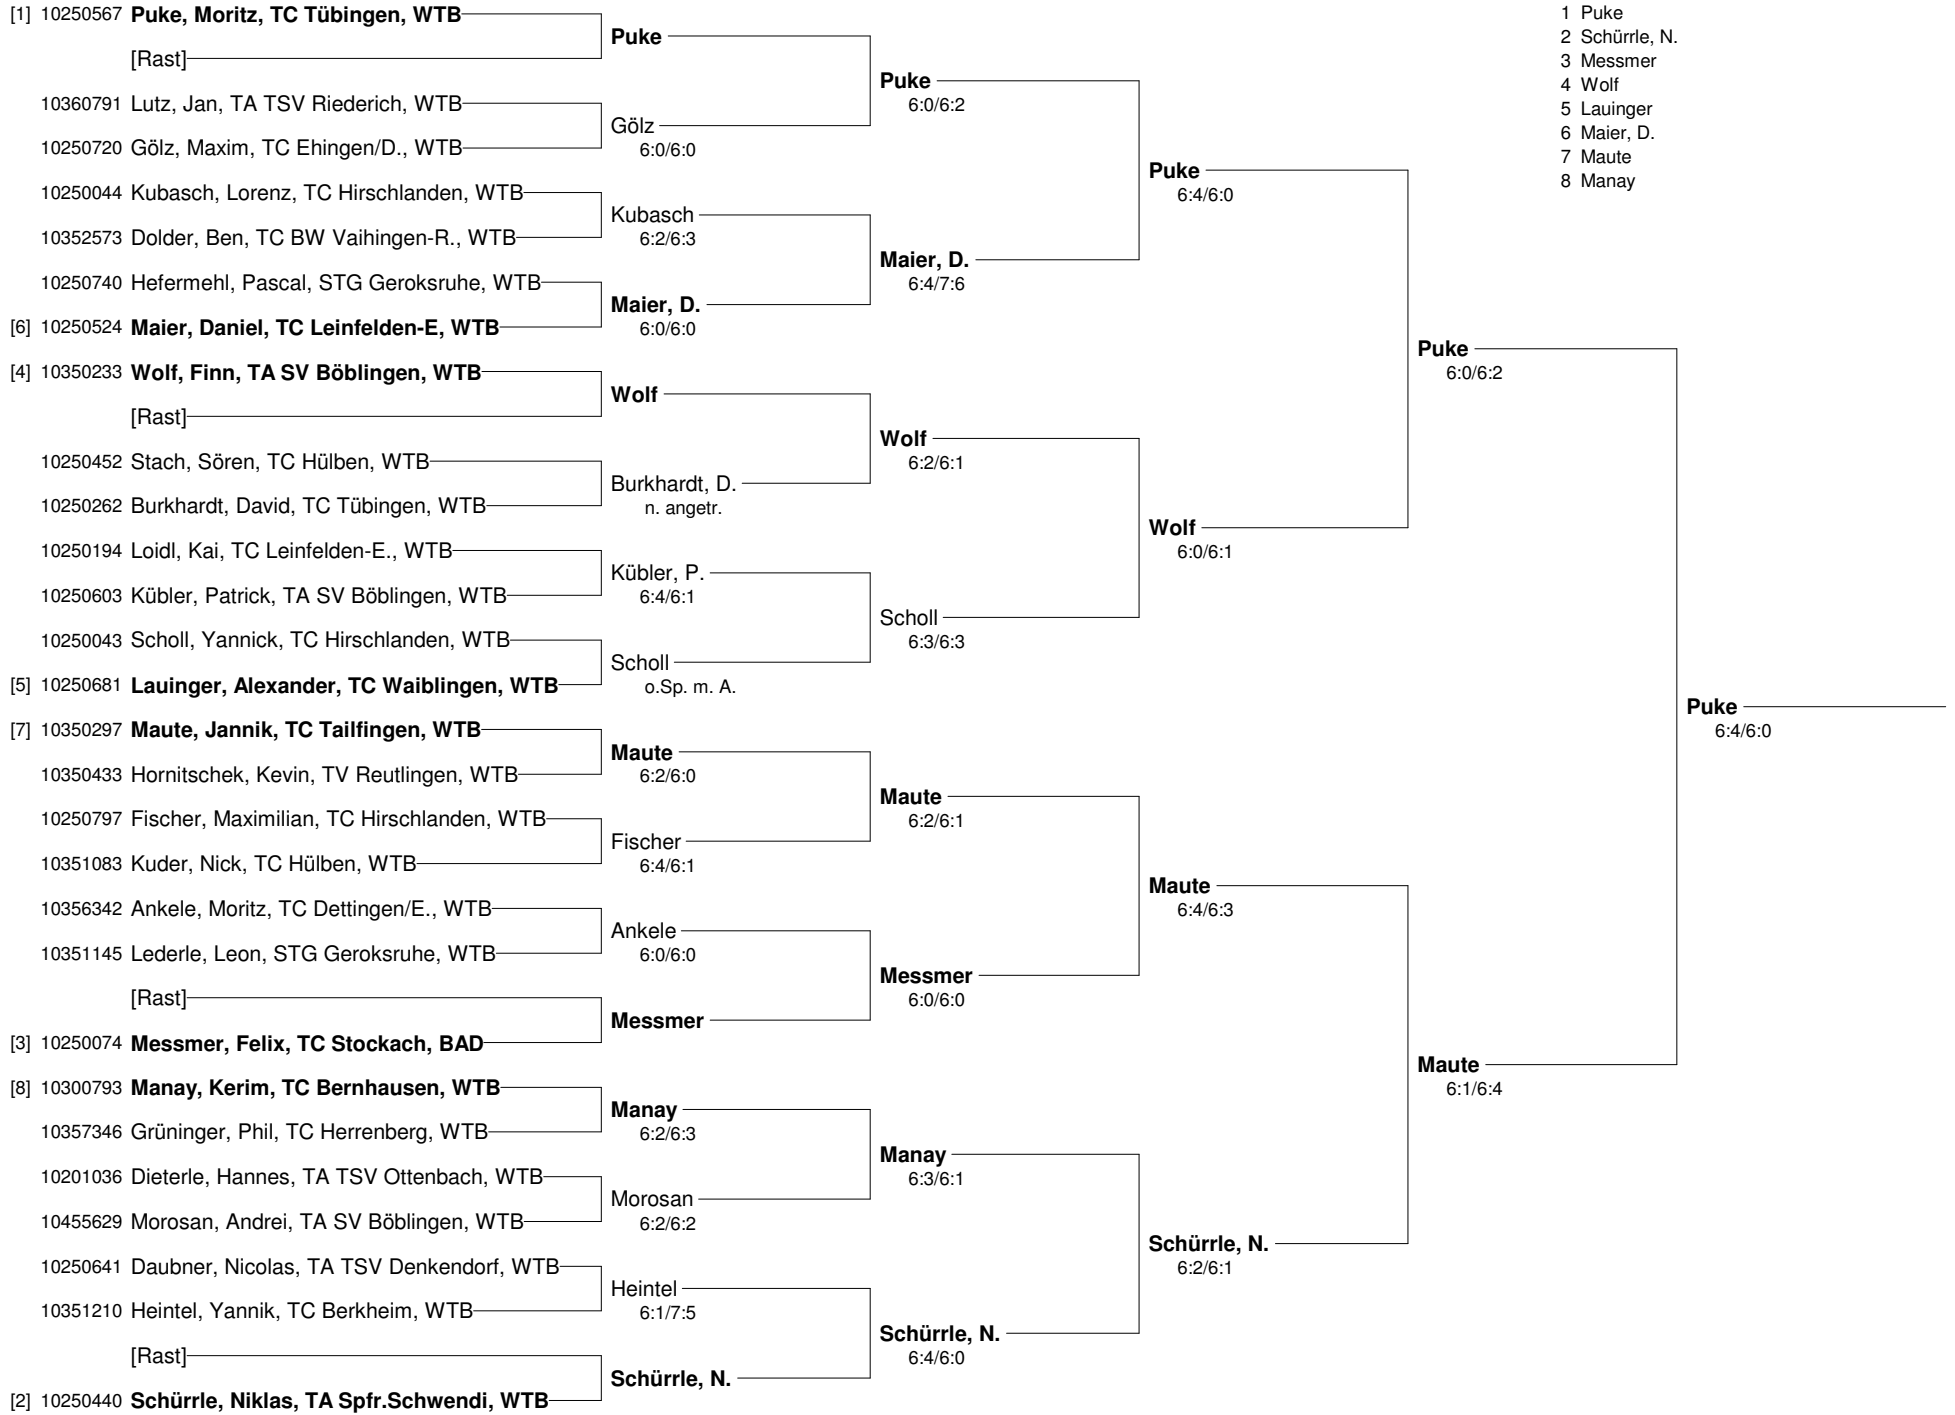 [1] 10250567 Puke, Moritz, TC Tübingen, WTB
[Rast]
10360791 Lutz, Jan, TA TSV Riederich, WTB
10250720 Gölz, Maxim, TC Ehingen/D., WTB
10250044 Kubasch, Lorenz, TC Hirschlanden, WTB
10352573 Dolder, Ben, TC BW Vaihingen-R., WTB
10250740 Hefermehl, Pascal, STG Geroksruhe, WTB
[6] 10250524 Maier, Daniel, TC Leinfelden-E, WTB
[4] 10350233 Wolf, Finn, TA SV Böblingen, WTB
[Rast]
10250452 Stach, Sören, TC Hülben, WTB
10250262 Burkhardt, David, TC Tübingen, WTB
10250194 Loidl, Kai, TC Leinfelden-E., WTB
10250603 Kübler, Patrick, TA SV Böblingen, WTB
10250043 Scholl, Yannick, TC Hirschlanden, WTB
[5] 10250681 Lauinger, Alexander, TC Waiblingen, WTB
[7] 10350297 Maute, Jannik, TC Tailfingen, WTB
10350433 Hornitschek, Kevin, TV Reutlingen, WTB
10250797 Fischer, Maximilian, TC Hirschlanden, WTB
10351083 Kuder, Nick, TC Hülben, WTB
10356342 Ankele, Moritz, TC Dettingen/E., WTB
10351145 Lederle, Leon, STG Geroksruhe, WTB
[Rast]
[3] 10250074 Messmer, Felix, TC Stockach, BAD
[8] 10300793 Manay, Kerim, TC Bernhausen, WTB
10357346 Grüninger, Phil, TC Herrenberg, WTB
10201036 Dieterle, Hannes, TA TSV Ottenbach, WTB
10455629 Morosan, Andrei, TA SV Böblingen, WTB
10250641 Daubner, Nicolas, TA TSV Denkendorf, WTB
10351210 Heintel, Yannik, TC Berkheim, WTB
[Rast]
[2] 10250440 Schürrle, Niklas, TA Spfr.Schwendi, WTB
Puke
Gölz
6:0/6:0
Kubasch
6:2/6:3
Maier, D.
6:0/6:0
Wolf
Burkhardt, D.
n. angetr.
Kübler, P.
6:4/6:1
Scholl
o.Sp. m. A.
Maute
6:2/6:0
Fischer
6:4/6:1
Ankele
6:0/6:0
Messmer
Manay
6:2/6:3
Morosan
6:2/6:2
Heintel
6:1/7:5
Schürrle, N.
Puke
6:0/6:2
Maier, D.
6:4/7:6
Wolf
6:2/6:1
Scholl
6:3/6:3
Maute
6:2/6:1
Messmer
6:0/6:0
Manay
6:3/6:1
Schürrle, N.
6:4/6:0
Puke
6:4/6:0
Wolf
6:0/6:1
Maute
6:4/6:3
Schürrle, N.
6:2/6:1
Puke
6:0/6:2
Maute
6:1/6:4
Puke
6:4/6:0
1 Puke
2 Schürrle, N.
3 Messmer
4 Wolf
5 Lauinger
6 Maier, D.
7 Maute
8 Manay